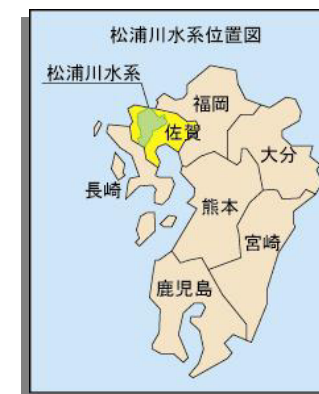 松浦川水系位置図
松浦川水系
福岡
佐賀
大分
長崎
熊本
宮崎
鹿児島